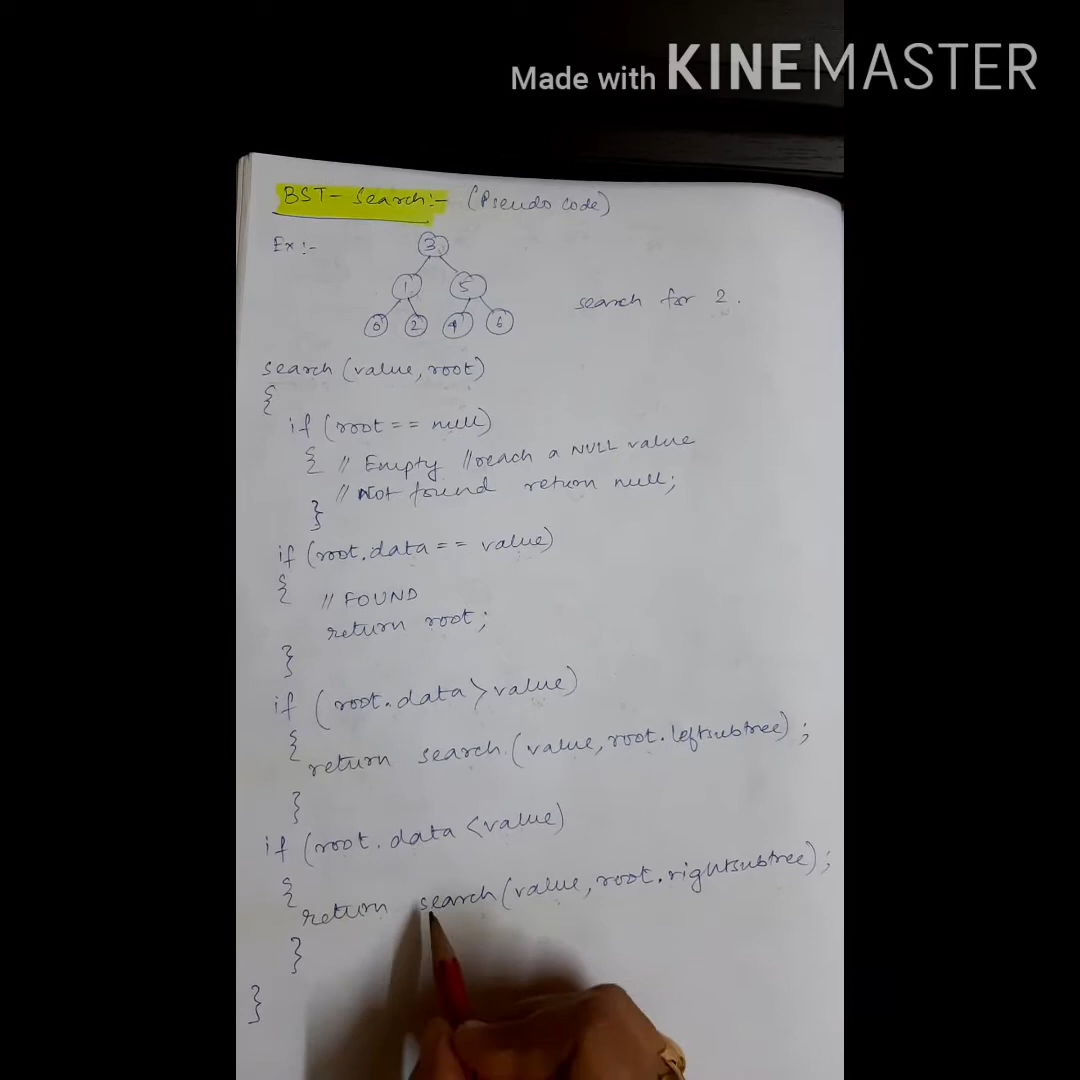 Made with KINEMASTER
BST- Search:- (Pseudo code)
Ex:-
3
1 5
0 2 4 6
search for 2.
search (value, root)
{
if (root == null)
{ // Empty // reach a NULL value
// Not found return null;
}
if (root.data == value)
{ // FOUND
return root;
}
if (root.data > value)
{
return search (value, root.leftsubtree);
}
if (root.data < value)
{
return search (value, root.rightsubtree);
}
}